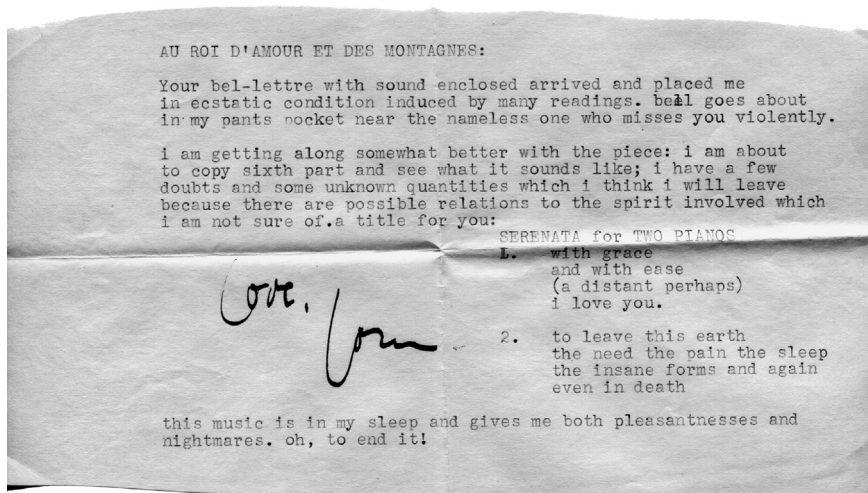 AU ROI D'AMOUR ET DES MONTAGNES:
Your bel-lettre with sound enclosed arrived and placed me
in ecstatic condition induced by many readings. bell goes about
in my pants pocket near the nameless one who misses you violently.
i am getting along somewhat better with the piece: i am about
to copy sixth part and see what it sounds like; i have a few
doubts and some unknown quantities which i think i will leave
because there are possible relations to the spirit involved which
i am not sure of.a title for you:
SERENATA for TWO PIANOS
1. with grace
and with ease
(a distant perhaps)
i love you.
Love,
2. to leave this earth
the need the pain the sleep
the insane forms and again
even in death
this music is in my sleep and gives me both pleasantnesses and
nightmares. oh, to end it!